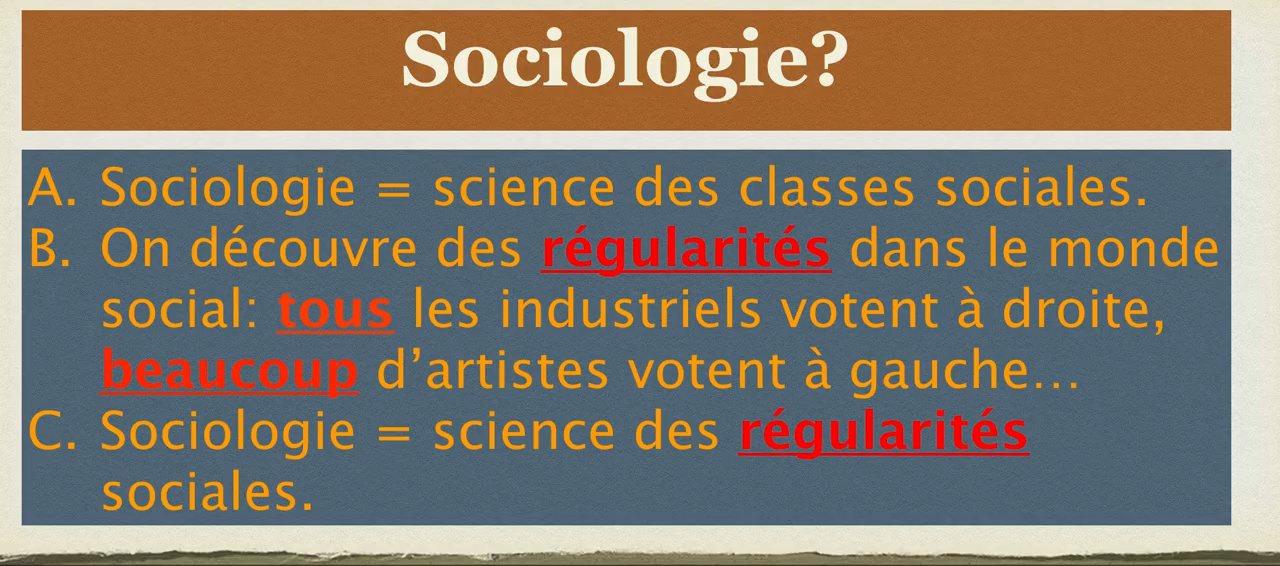 Sociologie?
A. Sociologie = science des classes sociales.
B. On découvre des régularités dans le monde
social: tous les industriels votent à droite,
beaucoup d’artistes votent à gauche…
C. Sociologie = science des régularités
sociales.